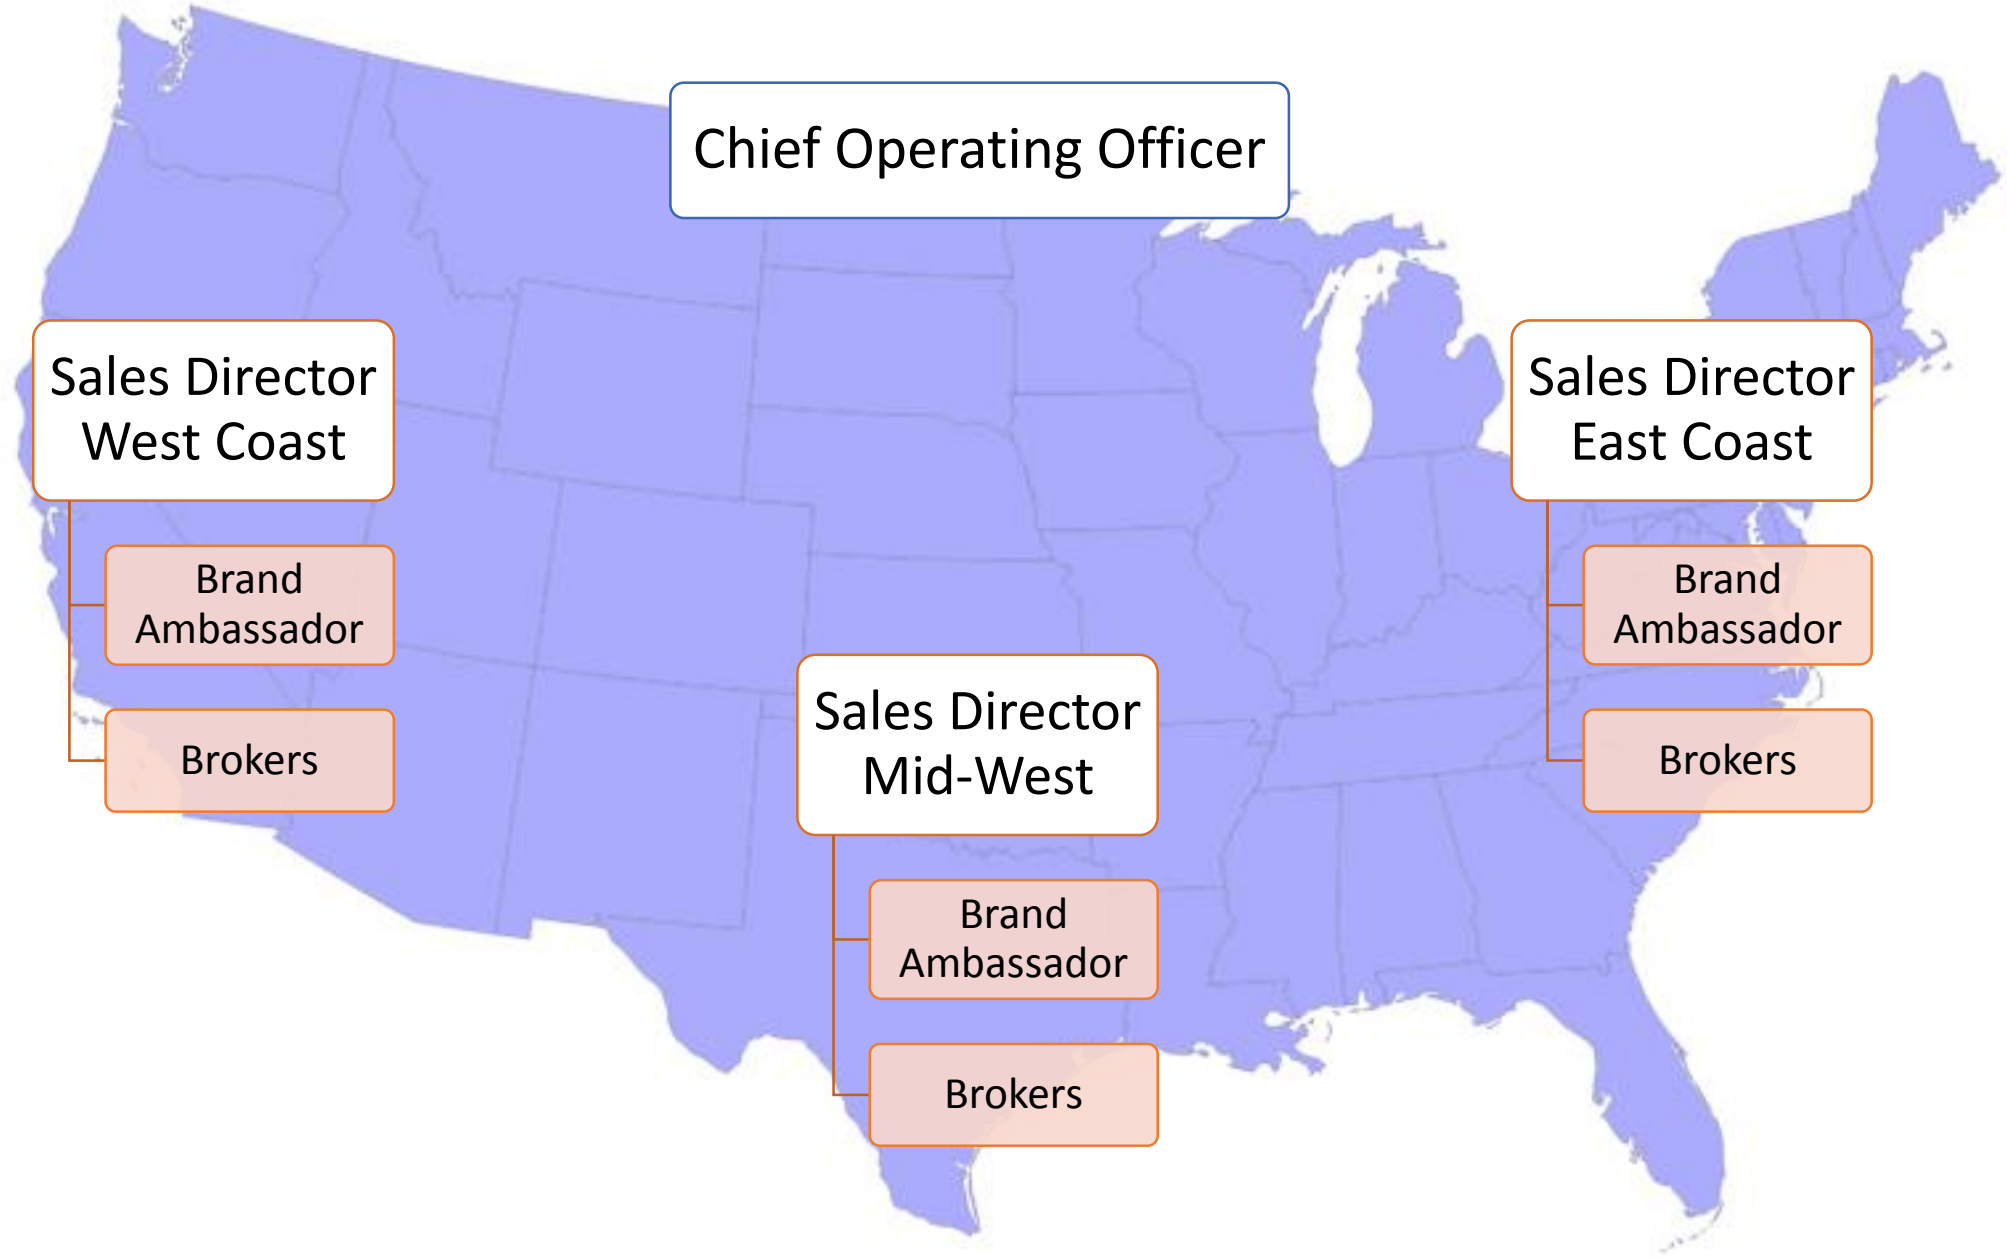 Chief Operating Officer
Sales Director
West Coast
Brand
Ambassador
Brokers
Sales Director
Mid-West
Brand
Ambassador
Brokers
Sales Director
East Coast
Brand
Ambassador
Brokers